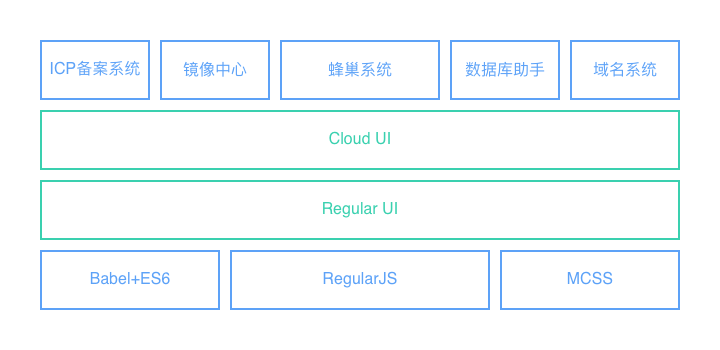 ICP备案系统
镜像中心
蜂巢系统
数据库助手
域名系统
Cloud UI
Regular UI
Babel+ES6
RegularJS
MCSS